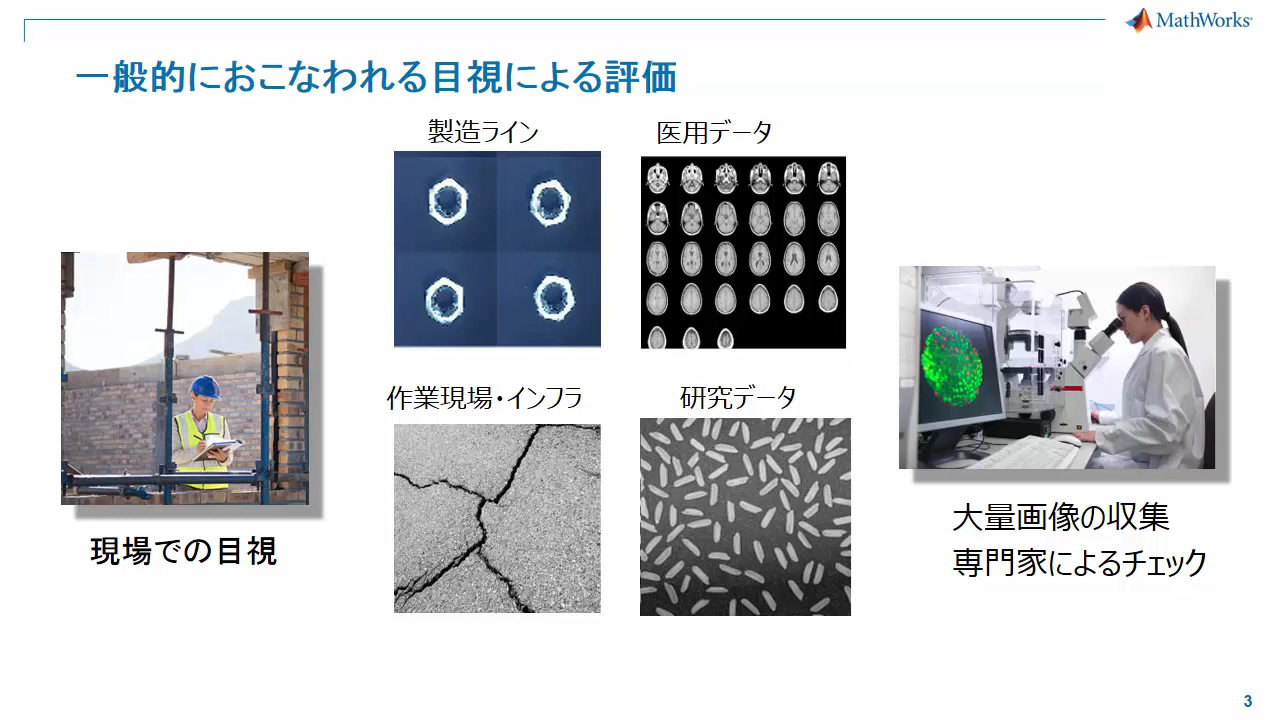 MathWorks
一般的におこなわれる目視による評価
製造ライン
医用データ
作業現場・インフラ
研究データ
現場での目視
大量画像の収集
専門家によるチェック
3